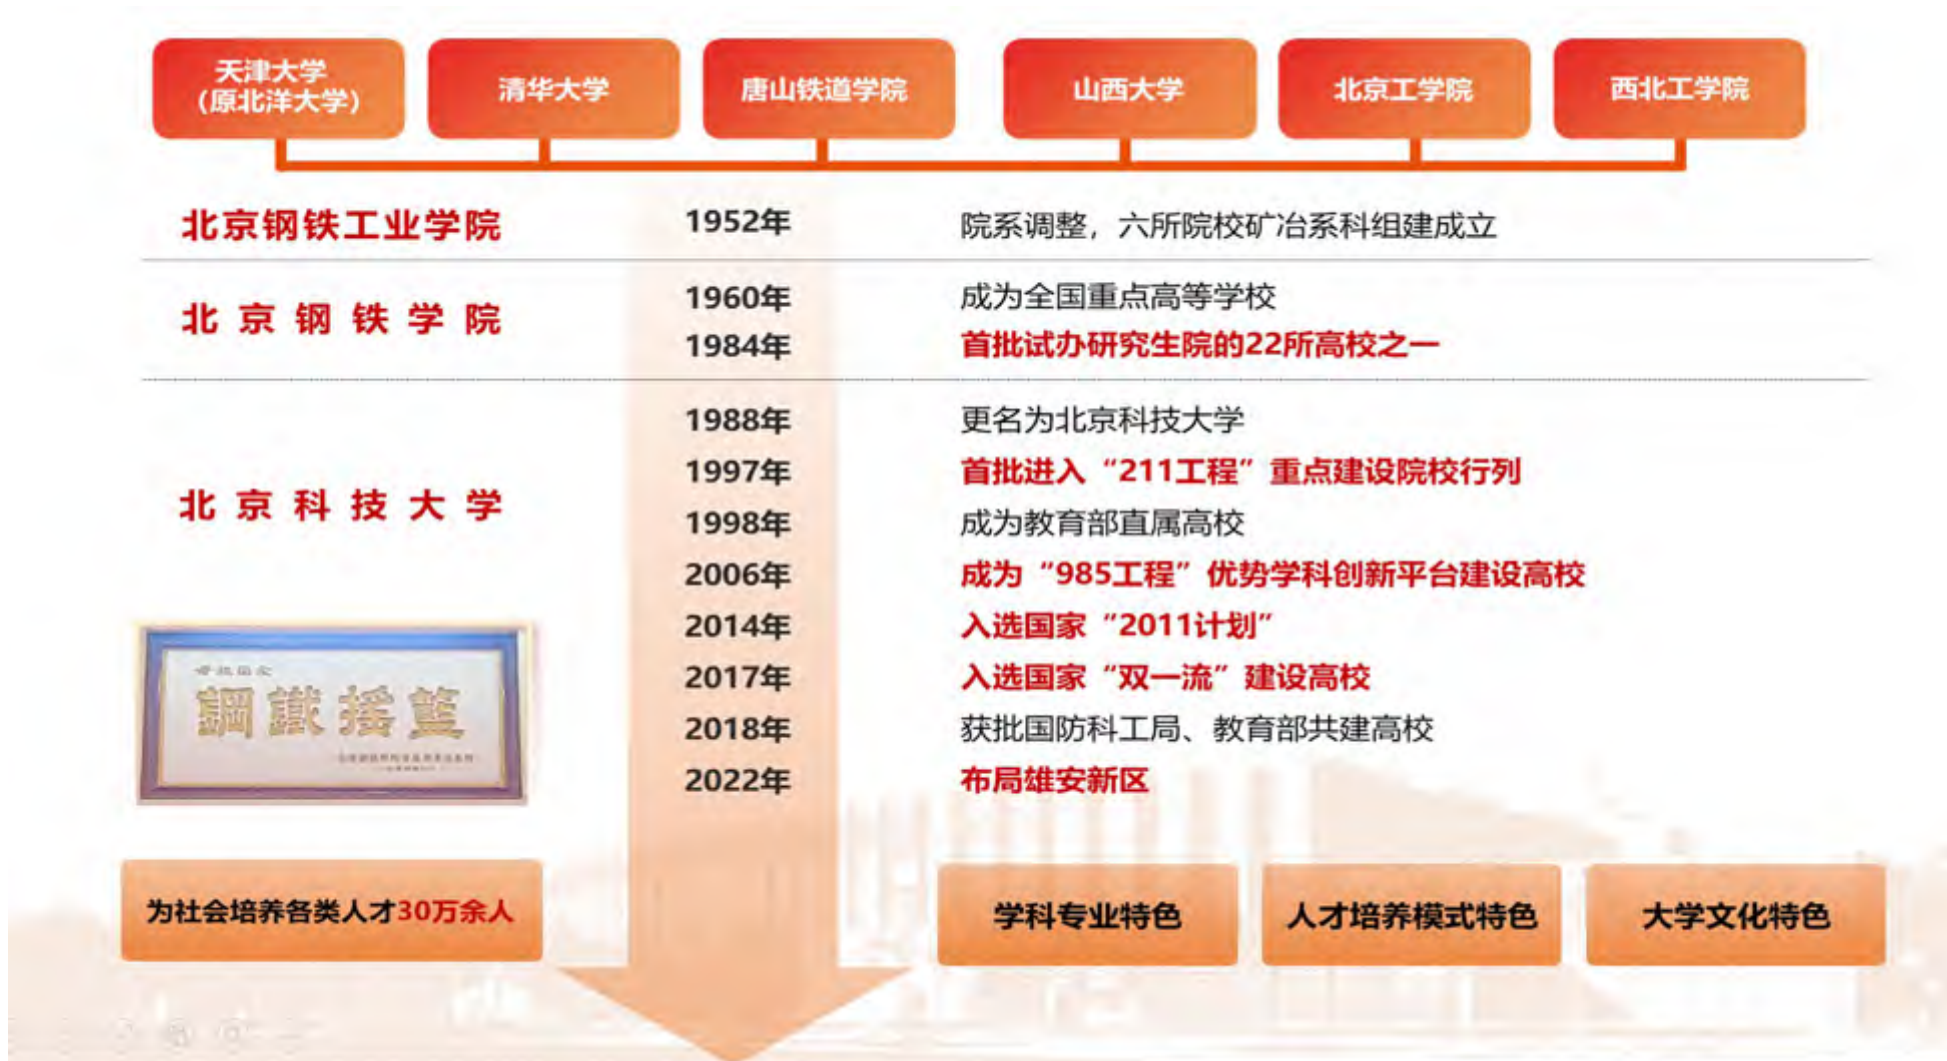 天津大学
（原北洋大学）
清华大学
唐山铁道学院
山西大学
北京工学院
西北工学院
北京钢铁工业学院
1952年
院系调整，六所院校矿冶系科组建成立
北京钢铁学院
1960年
成为全国重点高等学校
1984年
首批试办研究生院的22所高校之一
北京科技大学
1988年
更名为北京科技大学
1997年
首批进入“211工程”重点建设院校行列
1998年
成为教育部直属高校
2006年
成为“985工程”优势学科创新平台建设高校
2014年
入选国家“2011计划”
2017年
入选国家“双一流”建设高校
2018年
获批国防科工局、教育部共建高校
2022年
布局雄安新区
鋼鐵摇籃
为社会培养各类人才30万余人
学科专业特色
人才培养模式特色
大学文化特色